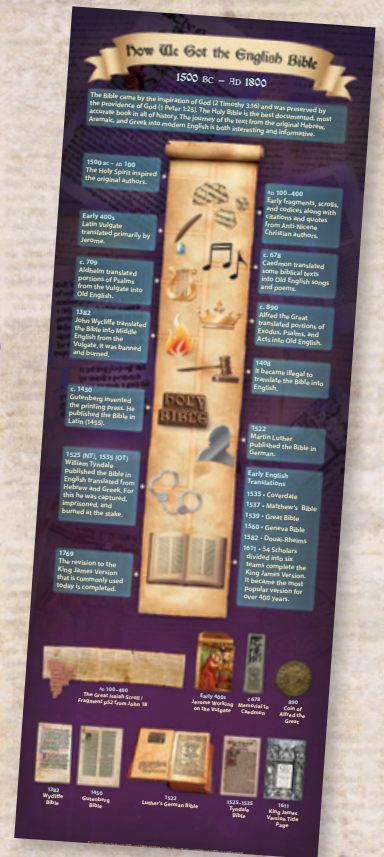 How We Got the English Bible
1500 BC – AD 1800
The Bible came by the inspiration of God (2 Timothy 3:16) and was preserved by
the providence of God (1 Peter 1:25). The Holy Bible is the best documented, most
accurate book in all of history. The journey of the text from the original Hebrew,
Aramaic, and Greek into modern English is both interesting and informative.
1500 BC – AD 100
The Holy Spirit inspired
the original authors.
AD 100–400
Early fragments, scrolls,
and codices along with
citations and quotes
from Anti-Nicene
Christian authors.
Early 400s
Latin Vulgate
translated primarily by
Jerome.
c. 678
Caedmon translated
some biblical texts
into Old English songs
and poems.
c. 709
Aldhelm translated
portions of Psalms
from the Vulgate into
Old English.
c. 890
Alfred the Great
translated portions of
Exodus, Psalms, and
Acts into Old English.
1382
John Wycliffe translated
the Bible into Middle
English from the
Vulgate. It was banned
and burned.
1408
It became illegal to
translate the Bible into
English.
c. 1450
Gutenberg invented
the printing press. He
published the Bible in
Latin (1455).
HOLY
BIBLE
1522
Martin Luther
published the Bible in
German.
1525 (NT), 1535 (OT)
William Tyndale
published the Bible in
English translated from
Hebrew and Greek. For
this he was captured,
imprisoned, and
burned at the stake.
Early English
Translations
1535 • Coverdale
1537 • Matthew's Bible
1539 • Great Bible
1560 • Geneva Bible
1582 • Douai-Rheims
1611 • 54 Scholars
divided into six
teams complete the
King James Version.
It became the most
popular version for
over 400 years.
1769
The revision to the
King James Version
that is commonly used
today is completed.
AD 100–400
The Great Isaiah Scroll /
Fragment p52 from John 18
Early 400s
Jerome Working
on the Vulgate
c 678
Memorial to
Caedmon
890
Coin of
Alfred the
Great
1382
Wycliffe
Bible
1450
Gutenberg
Bible
1522
Luther's German Bible
1525–1535
Tyndale
Bible
1611
King James
Version Title
Page